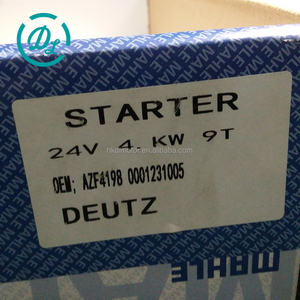 STARTER
24V 4. KW 9T
OEM; AZF4198 0001231005
DEUTZ
MAHLE